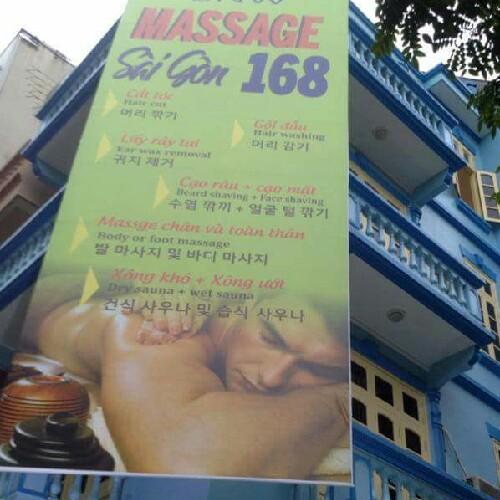 MASSAGE
Sài Gòn 168
Cắt tóc
Hair cut
머리 깎기
Gội đầu
Hair washing
머리 감기
Lấy ráy tai
Ear wax removal
귀지 제거
Cạo râu + cạo mặt
Beard shaving + Face shaving
수염 깎끼 + 얼굴 털 깎기
Massge chân và toàn thân
Body or foot massage
발 마사지 및 바디 마사지
Xông khô + Xông ướt
Dry sauna + wet sauna
건식 사우나 및 습식 사우나